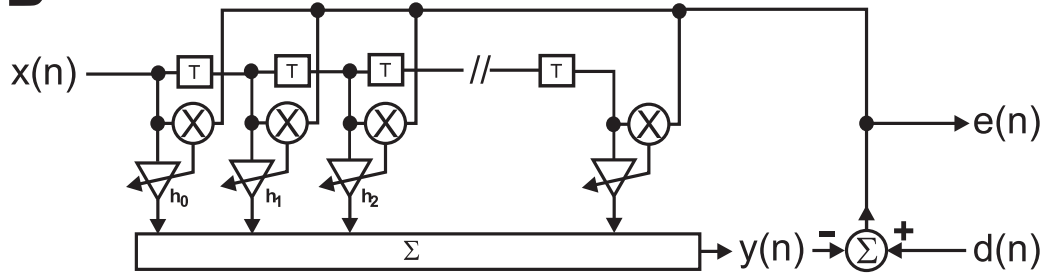 x(n) T T T // T
X X X X
e(n)
h0 h1 h2
Σ y(n) - Σ + d(n)